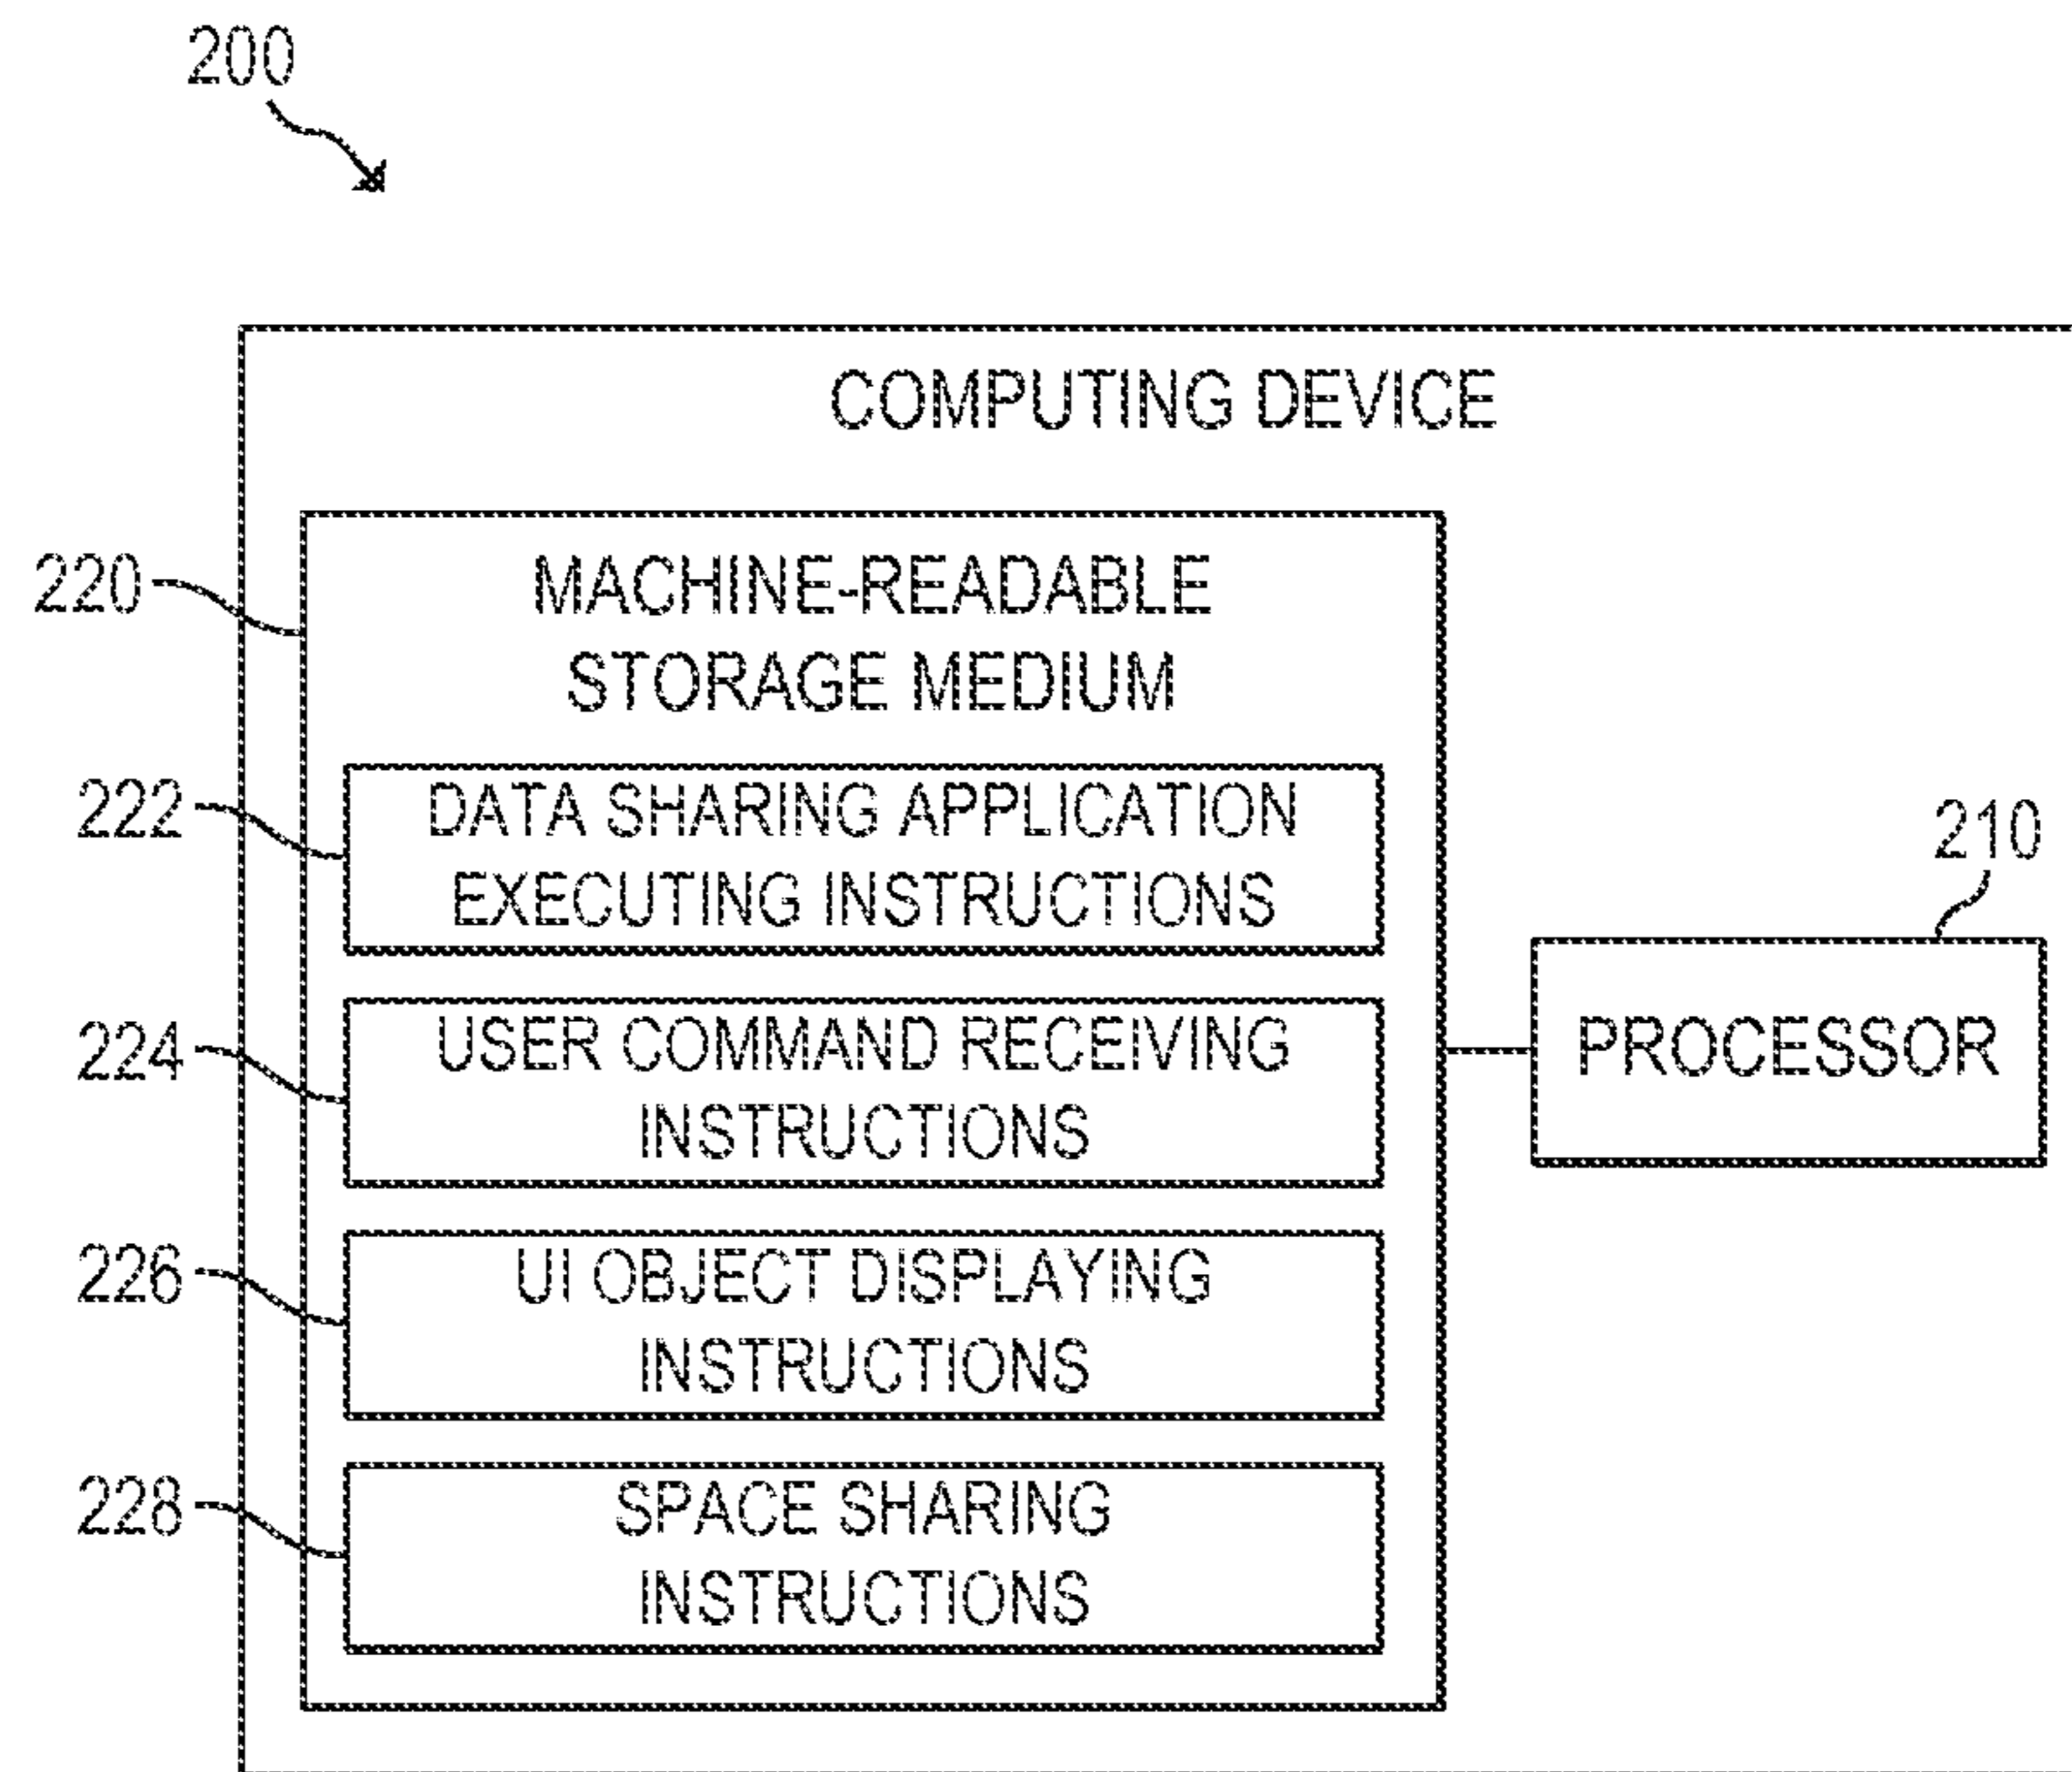 200
COMPUTING DEVICE
220
MACHINE-READABLE
STORAGE MEDIUM
222
DATA SHARING APPLICATION
EXECUTING INSTRUCTIONS
224
USER COMMAND RECEIVING
INSTRUCTIONS
226
UI OBJECT DISPLAYING
INSTRUCTIONS
228
SPACE SHARING
INSTRUCTIONS
210
PROCESSOR